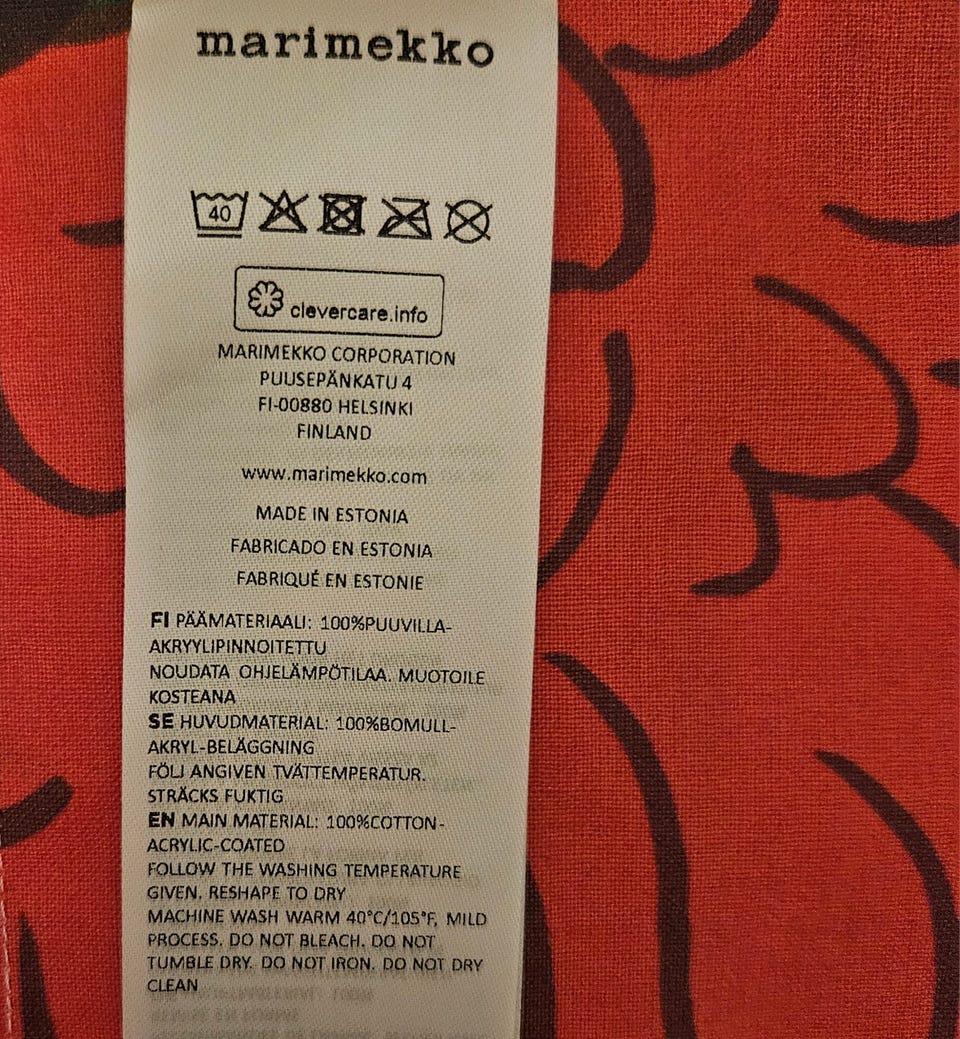 marimekko
40
clevercare.info
MARIMEKKO CORPORATION
PUUSEPÄNKATU 4
FI-00880 HELSINKI
FINLAND
www.marimekko.com
MADE IN ESTONIA
FABRICADO EN ESTONIA
FABRIQUÉ EN ESTONIE
FI PÄÄMATERIAALI: 100%PUUVILLA-
AKRYYLIPINNOITETTU
NOUDATA OHJELÄMPÖTILAA. MUOTOILE
KOSTEANA
SE HUVUDMATERIAL: 100%BOMULL-
AKRYL-BELÄGGNING
FÖLJ ANGIVEN TVÄTTEMPERATUR.
STRÄCKS FUKTIG
EN MAIN MATERIAL: 100%COTTON-
ACRYLIC-COATED
FOLLOW THE WASHING TEMPERATURE
GIVEN. RESHAPE TO DRY
MACHINE WASH WARM 40°C/105°F, MILD
PROCESS. DO NOT BLEACH. DO NOT
TUMBLE DRY. DO NOT IRON. DO NOT DRY
CLEAN